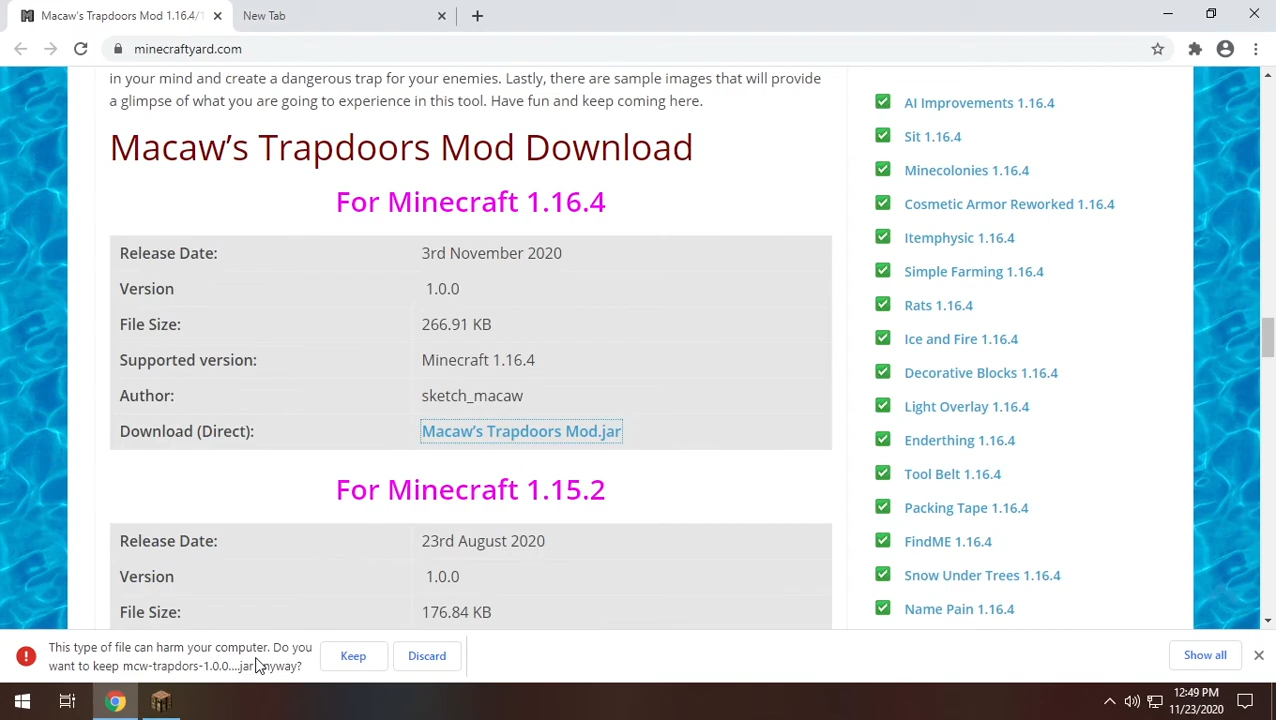 Macaw's Trapdoors Mod 1.16.4/1
New Tab
minecraftyard.com
in your mind and create a dangerous trap for your enemies. Lastly, there are sample images that will provide
a glimpse of what you are going to experience in this tool. Have fun and keep coming here.
Macaw’s Trapdoors Mod Download
For Minecraft 1.16.4
Release Date: 3rd November 2020
Version 1.0.0
File Size: 266.91 KB
Supported version: Minecraft 1.16.4
Author: sketch_macaw
Download (Direct): Macaw’s Trapdoors Mod.jar
For Minecraft 1.15.2
Release Date: 23rd August 2020
Version 1.0.0
File Size: 176.84 KB
AI Improvements 1.16.4
Sit 1.16.4
Minecolonies 1.16.4
Cosmetic Armor Reworked 1.16.4
Itemphysic 1.16.4
Simple Farming 1.16.4
Rats 1.16.4
Ice and Fire 1.16.4
Decorative Blocks 1.16.4
Light Overlay 1.16.4
Enderthing 1.16.4
Tool Belt 1.16.4
Packing Tape 1.16.4
FindME 1.16.4
Snow Under Trees 1.16.4
Name Pain 1.16.4
This type of file can harm your computer. Do you
want to keep mcw-trapdors-1.0.0....jar anyway?
Keep
Discard
Show all
12:49 PM
11/23/2020